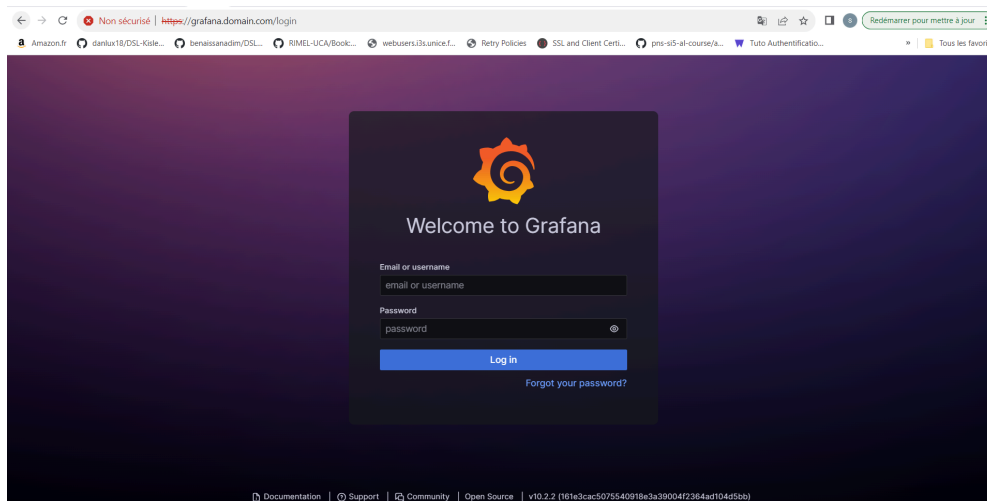 Non sécurisé | https://grafana.domain.com/login
Redémarrer pour mettre à jour
a Amazon.fr danlux18/DSL-Kisle... benaissanadim/DSL... RIMEL-UCA/Book:... webusers.i3s.unice.f... Retry Policies SSL and Client Certi... pns-si5-al-course/a... W Tuto Authentificatio... » Tous les favori
Welcome to Grafana
Email or username
email or username
Password
password
Log in
Forgot your password?
Documentation | Support | Community | Open Source | v10.2.2 (161e3cac5075540918e3a39004f2364ad104d5bb)